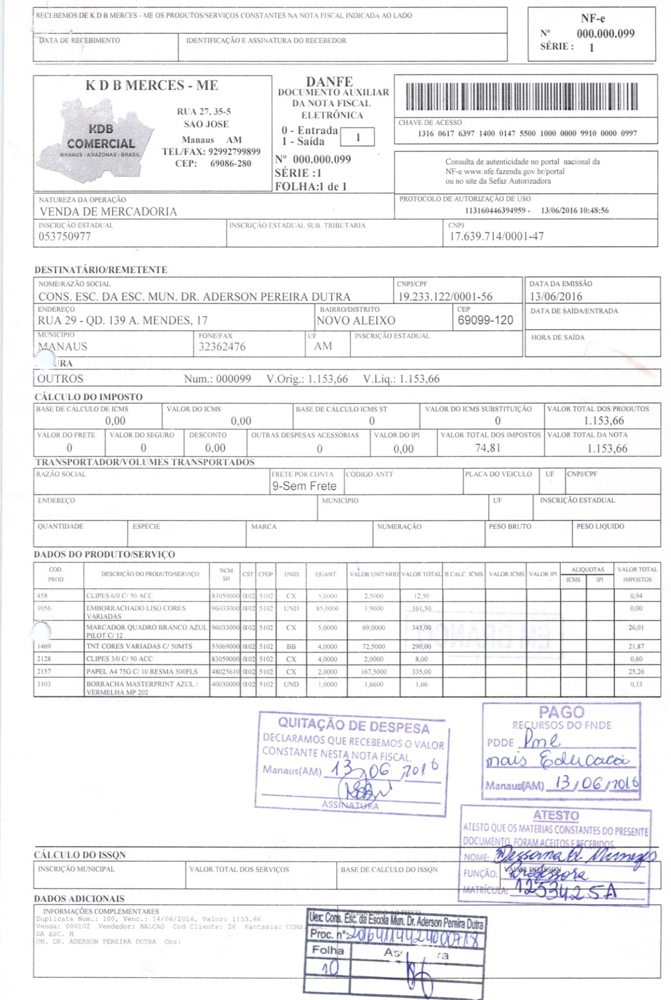 RECEBEMOS DE K D B MERCES - ME OS PRODUTOS/SERVIÇOS CONSTANTES NA NOTA FISCAL INDICADA AO LADO
DATA DE RECEBIMENTO IDENTIFICAÇÃO E ASSINATURA DO RECEBEDOR
NF-e
Nº 000.000.099
SÉRIE : 1
K D B MERCES - ME
KDB
COMERCIAL
MANAUS - AMAZONAS - BRASIL
RUA 27, 35-5
SAO JOSE
Manaus AM
TEL/FAX: 92992799899
CEP: 69086-280
DANFE
DOCUMENTO AUXILIAR
DA NOTA FISCAL
ELETRÔNICA
0 - Entrada
1 - Saída
1
Nº 000.000.099
SÉRIE :1
FOLHA:1 de 1
CHAVE DE ACESSO
1316 0617 6397 1400 0147 5500 1000 0000 9910 0000 0997
Consulta de autenticidade no portal nacional da
NF-e www.nfe.fazenda.gov.br/portal
ou no site da Sefaz Autorizadora
NATUREZA DA OPERAÇÃO
VENDA DE MERCADORIA
PROTOCOLO DE AUTORIZAÇÃO DE USO
113160446394959 - 13/06/2016 10:48:56
INSCRIÇÃO ESTADUAL INSCRIÇÃO ESTADUAL SUB. TRIBUTARIA CNPJ
053750977 17.639.714/0001-47
DESTINATÁRIO/REMETENTE
NOME/RAZÃO SOCIAL CNPJ/CPF DATA DA EMISSÃO
CONS. ESC. DA ESC. MUN. DR. ADERSON PEREIRA DUTRA 19.233.122/0001-56 13/06/2016
ENDEREÇO BAIRRO/DISTRITO CEP DATA DE SAÍDA/ENTRADA
RUA 29 - QD. 139 A. MENDES, 17 NOVO ALEIXO 69099-120
MUNICÍPIO FONE/FAX UF INSCRIÇÃO ESTADUAL HORA DE SAÍDA
MANAUS 32362476 AM
URA
OUTROS Num.: 000099 V.Orig.: 1.153,66 V.Liq.: 1.153,66
CÁLCULO DO IMPOSTO
BASE DE CÁLCULO DE ICMS VALOR DO ICMS BASE DE CÁLCULO ICMS ST VALOR DO ICMS SUBSTITUIÇÃO VALOR TOTAL DOS PRODUTOS
0,00 0,00 0 0 1.153,66
VALOR DO FRETE VALOR DO SEGURO DESCONTO OUTRAS DESPESAS ACESSÓRIAS VALOR DO IPI VALOR TOTAL DOS IMPOSTOS VALOR TOTAL DA NOTA
0 0 0,00 0 0,00 74,81 1.153,66
TRANSPORTADOR/VOLUMES TRANSPORTADOS
RAZÃO SOCIAL FRETE POR CONTA CÓDIGO ANTT PLACA DO VEÍCULO UF CNPJ/CPF
9-Sem Frete
ENDEREÇO MUNICÍPIO UF INSCRIÇÃO ESTADUAL
QUANTIDADE ESPÉCIE MARCA NUMERAÇÃO PESO BRUTO PESO LIQUIDO
DADOS DO PRODUTO/SERVIÇO
COD. PROD. DESCRIÇÃO DO PRODUTO/SERVIÇO NCM SH CST CFOP UNID. QUANT. VALOR UNITARIO VALOR TOTAL B.CALC. ICMS VALOR ICMS VALOR IPI ALIQUOTAS ICMS IPI VALOR TOTAL IMPOSTOS
458 CLIPES 6/0 C/ 50 ACC 83059000 0102 5102 CX 5,0000 2,5000 12,50 0,94
1056 EMBORRACHADO LISO CORES 96033000 0102 5102 UND 85,0000 1,9000 161,50 0,00
VARIADAS
MARCADOR QUADRO BRANCO AZUL 96033000 0102 5102 CX 5,0000 69,0000 345,00 26,01
PILOT C/ 12
1469 TNT CORES VARIADAS C/ 50MTS 55069000 0102 5102 BB 4,0000 72,5000 290,00 21,87
2128 CLIPES 3/0 C/ 50 ACC 83059000 0102 5102 CX 4,0000 2,0000 8,00 0,60
2157 PAPEL A4 75G C/ 10 RESMA 500FLS 48025610 0102 5102 CX 2,0000 167,5000 335,00 25,26
3103 BORRACHA MASTERPRINT AZUL / 40030000 0102 5102 UND 1,0000 1,6600 1,66 0,13
VERMELHA MP 202
EM BRANCO
QUITAÇÃO DE DESPESA
DECLARAMOS QUE RECEBEMOS O VALOR
CONSTANTE NESTA NOTA FISCAL.
Manaus(AM) 13 06 2016
ASSINATURA
PAGO
RECURSOS DO FNDE
PDDE
mais Educação
Manaus(AM) 13/06/2016
ATESTO
ATESTO QUE OS MATERIAS CONSTANTES DO PRESENTE
DOCUMENTO, FORAM ACEITOS E RECEBIDOS.
NOME:
FUNÇÃO: Professora
MATRÍCULA: 1253425A
CÁLCULO DO ISSQN
INSCRIÇÃO MUNICIPAL VALOR TOTAL DOS SERVIÇOS BASE DE CALCULO DO ISSQN VALOR DO ISSQN
DADOS ADICIONAIS
INFORMAÇÕES COMPLEMENTARES RESERVADO AO FISCO
Duplicata Num.: 100, Venc.: 14/06/2016, Valor: 1153.66
Venda: 000102 Vendedor: BALCAO Cod Cliente: 26 Fantasia: CONS. ESC.
DA ESC. M
UN. DR. ADERSON PEREIRA DUTRA Obs:
Uex: Cons. Esc. da Escola Mun. Dr. Aderson Pereira Dutra
Proc. nº:
Folha
10